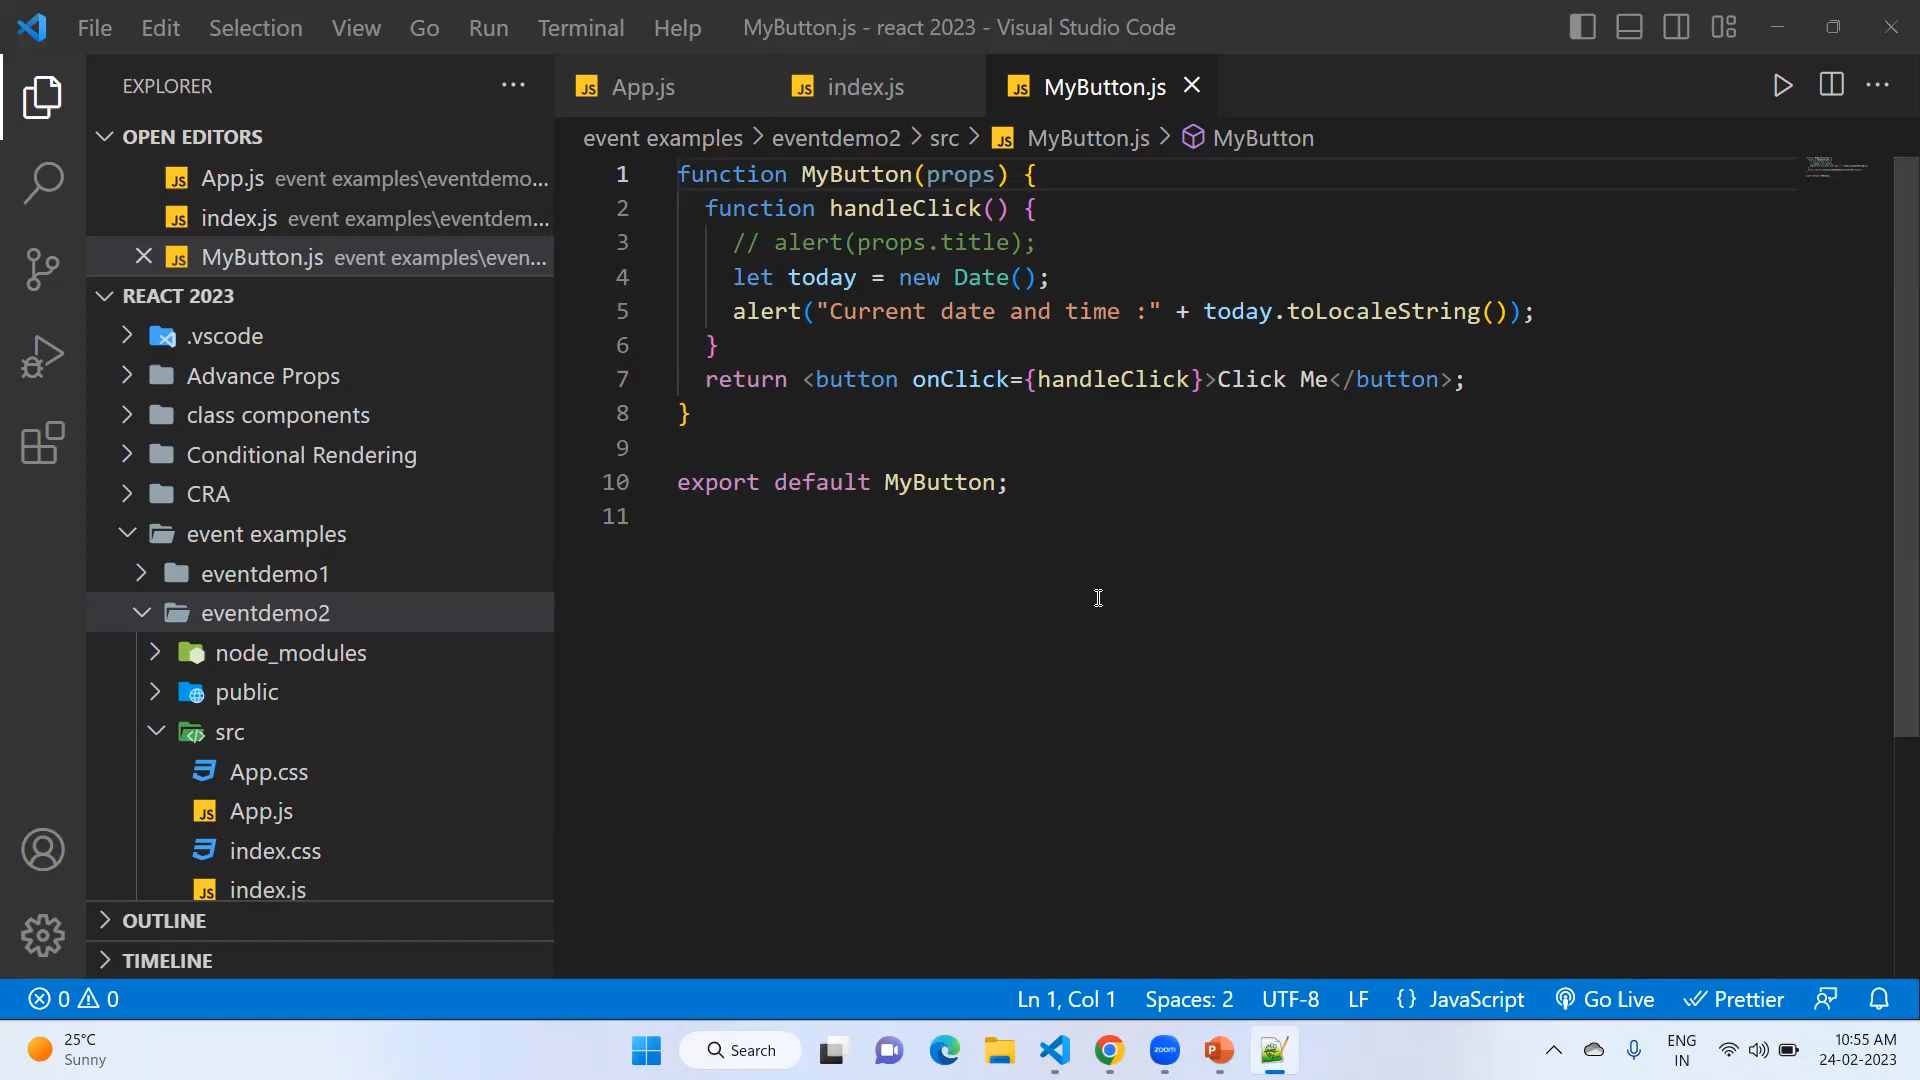 File Edit Selection View Go Run Terminal Help MyButton.js - react 2023 - Visual Studio Code
EXPLORER
OPEN EDITORS
App.js event examples\eventdemo...
index.js event examples\eventdem...
MyButton.js event examples\even...
REACT 2023
.vscode
Advance Props
class components
Conditional Rendering
CRA
event examples
eventdemo1
eventdemo2
node_modules
public
src
App.css
App.js
index.css
index.js
OUTLINE
TIMELINE
App.js index.js MyButton.js
event examples > eventdemo2 > src > JS MyButton.js > MyButton
1 function MyButton(props) {
2 function handleClick() {
3 // alert(props.title);
4 let today = new Date();
5 alert("Current date and time :" + today.toLocaleString());
6 }
7 return <button onClick={handleClick}>Click Me</button>;
8 }
9
10 export default MyButton;
11
0 0 Ln 1, Col 1 Spaces: 2 UTF-8 LF {} JavaScript Go Live Prettier
25°C
Sunny
Search
zoom
ENG
IN
10:55 AM
24-02-2023